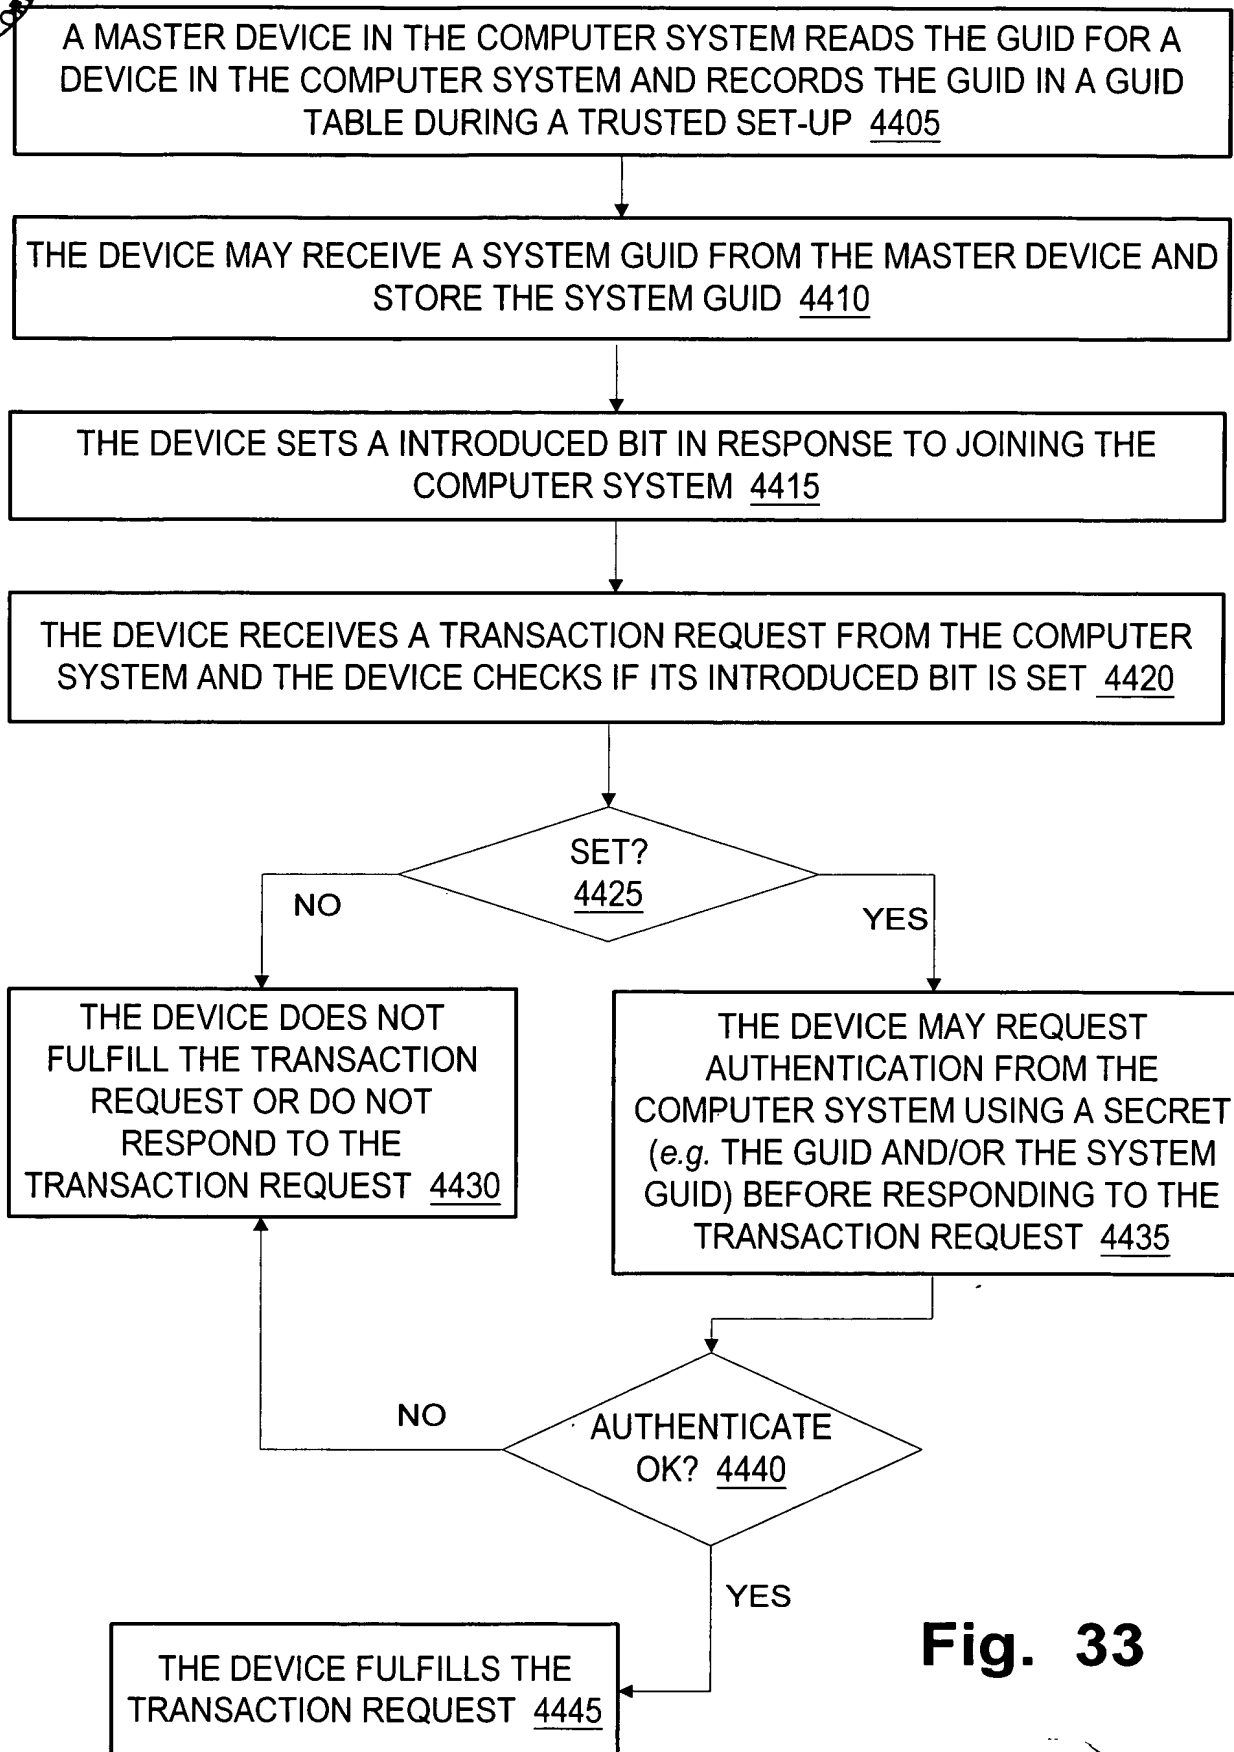 A MASTER DEVICE IN THE COMPUTER SYSTEM READS THE GUID FOR A
DEVICE IN THE COMPUTER SYSTEM AND RECORDS THE GUID IN A GUID
TABLE DURING A TRUSTED SET-UP 4405
THE DEVICE MAY RECEIVE A SYSTEM GUID FROM THE MASTER DEVICE AND
STORE THE SYSTEM GUID 4410
THE DEVICE SETS A INTRODUCED BIT IN RESPONSE TO JOINING THE
COMPUTER SYSTEM 4415
THE DEVICE RECEIVES A TRANSACTION REQUEST FROM THE COMPUTER
SYSTEM AND THE DEVICE CHECKS IF ITS INTRODUCED BIT IS SET 4420
SET?
4425
NO
YES
THE DEVICE DOES NOT
FULFILL THE TRANSACTION
REQUEST OR DO NOT
RESPOND TO THE
TRANSACTION REQUEST 4430
THE DEVICE MAY REQUEST
AUTHENTICATION FROM THE
COMPUTER SYSTEM USING A SECRET
(e.g. THE GUID AND/OR THE SYSTEM
GUID) BEFORE RESPONDING TO THE
TRANSACTION REQUEST 4435
NO
AUTHENTICATE
OK? 4440
YES
THE DEVICE FULFILLS THE
TRANSACTION REQUEST 4445
Fig. 33